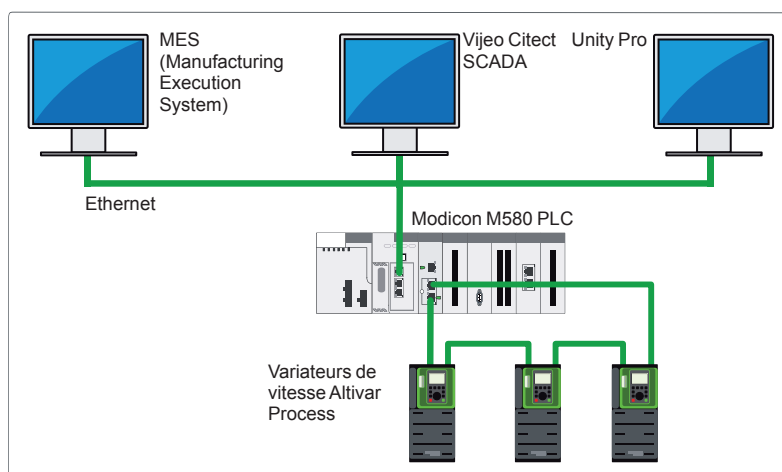 MES
(Manufacturing
Execution
System)
Vijeo Citect
SCADA
Unity Pro
Ethernet
Modicon M580 PLC
Variateurs de
vitesse Altivar
Process